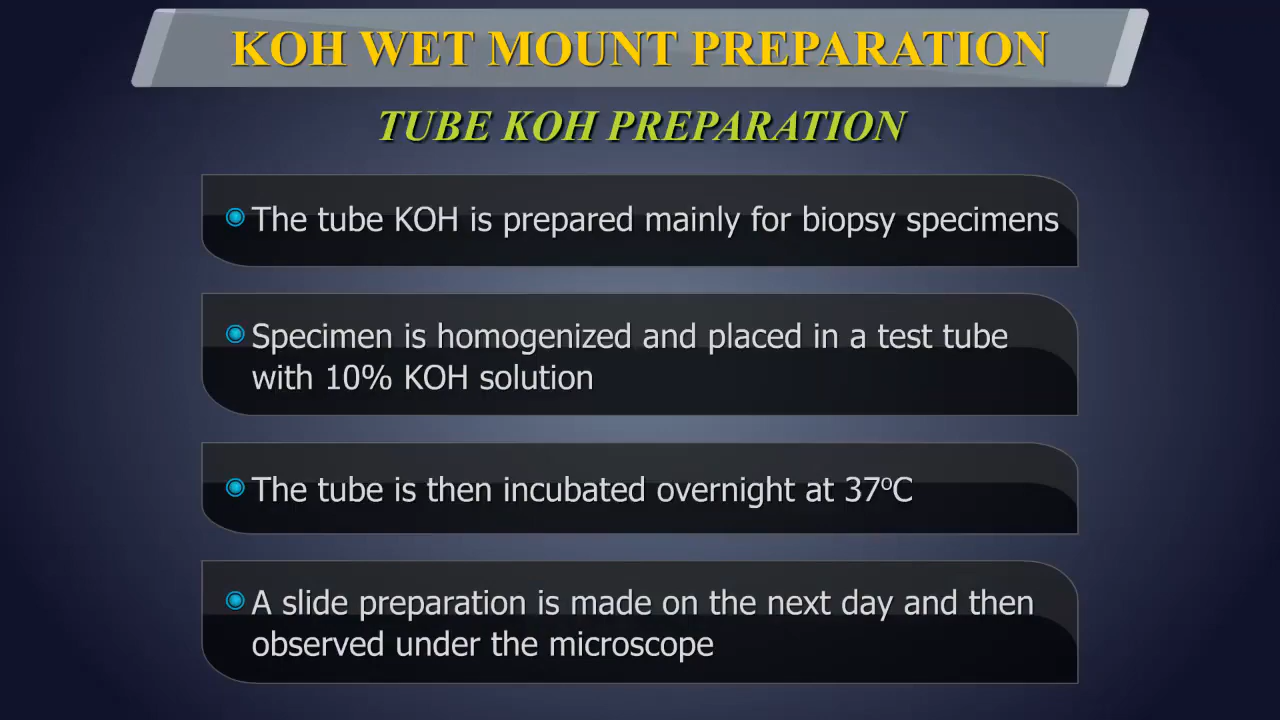 KOH WET MOUNT PREPARATION
TUBE KOH PREPARATION
The tube KOH is prepared mainly for biopsy specimens
Specimen is homogenized and placed in a test tube
with 10% KOH solution
The tube is then incubated overnight at 37ºC
A slide preparation is made on the next day and then
observed under the microscope